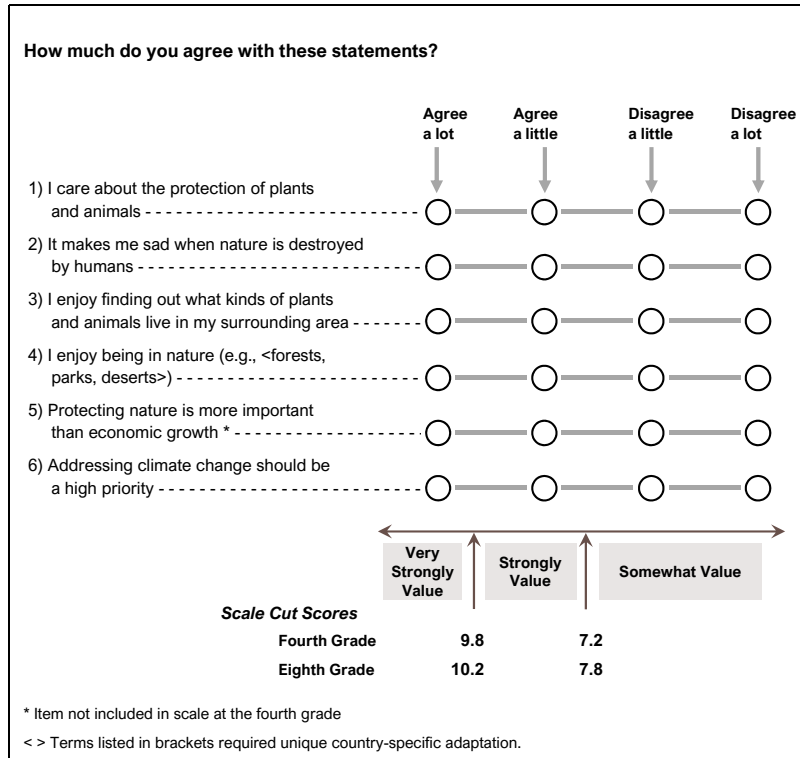 How much do you agree with these statements?
Agree a lot
Agree a little
Disagree a little
Disagree a lot
1) I care about the protection of plants
and animals - - - - - - - - - - - - - - - - - - - - - - - - - - - - - - - - - - -
2) It makes me sad when nature is destroyed
by humans - - - - - - - - - - - - - - - - - - - - - - - - - - - - - - - - - - - -
3) I enjoy finding out what kinds of plants
and animals live in my surrounding area - - - - - - - -
4) I enjoy being in nature (e.g., <forests,
parks, deserts>) - - - - - - - - - - - - - - - - - - - - - - - - - - - - - - -
5) Protecting nature is more important
than economic growth * - - - - - - - - - - - - - - - - - - - - - - -
6) Addressing climate change should be
a high priority - - - - - - - - - - - - - - - - - - - - - - - - - - - - - - - - -
Very
Strongly
Value
Strongly
Value
Somewhat Value
Scale Cut Scores
Fourth Grade 9.8 7.2
Eighth Grade 10.2 7.8
* Item not included in scale at the fourth grade
< > Terms listed in brackets required unique country-specific adaptation.